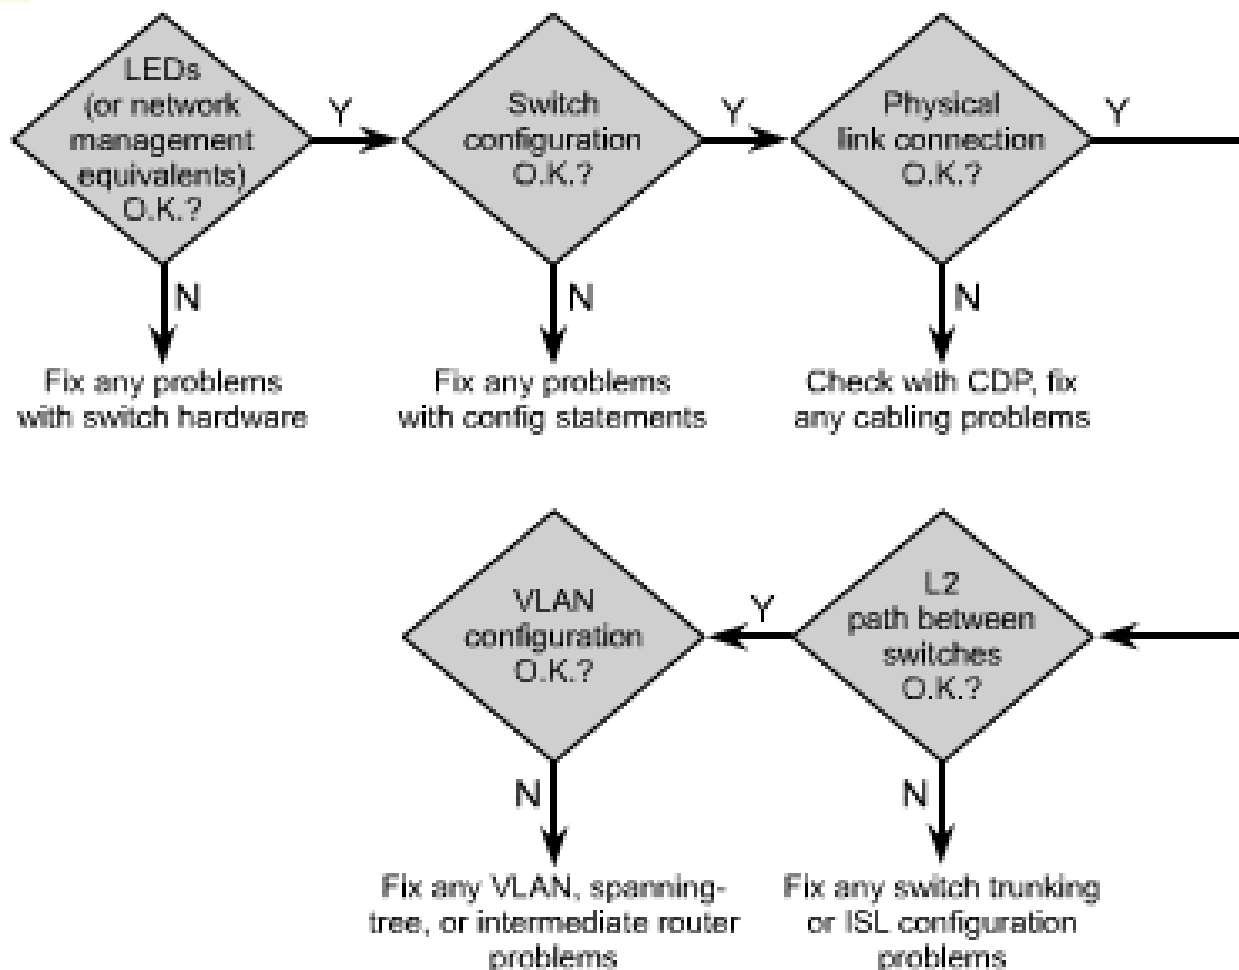 LEDs
(or network
management
equivalents)
O.K.?
Y
N
Fix any problems
with switch hardware
Switch
configuration
O.K.?
Y
N
Fix any problems
with config statements
Physical
link connection
O.K.?
Y
N
Check with CDP, fix
any cabling problems
L2
path between
switches
O.K.?
Y
N
Fix any switch trunking
or ISL configuration
problems
VLAN
configuration
O.K.?
N
Fix any VLAN, spanning-
tree, or intermediate router
problems